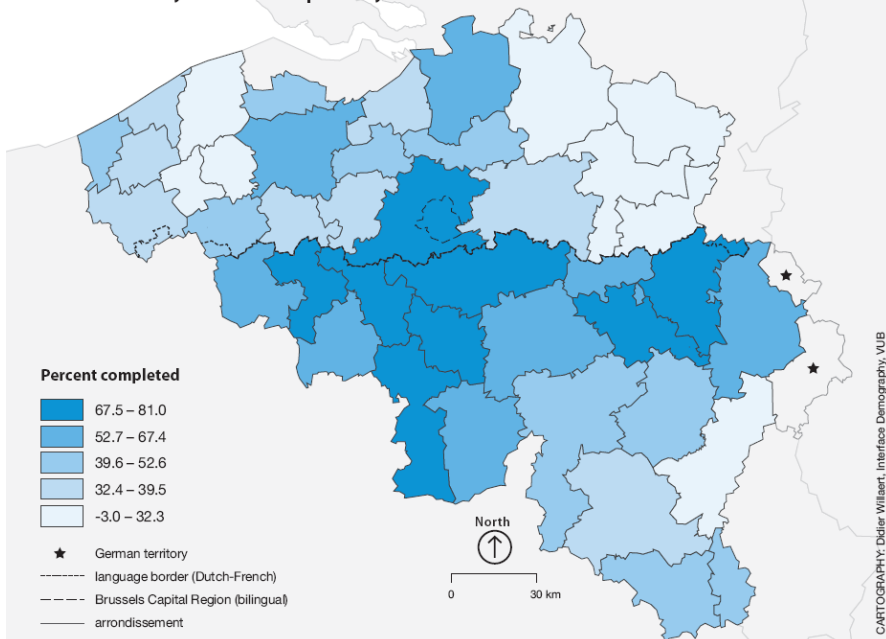 Percent completed
67.5 – 81.0
52.7 – 67.4
39.6 – 52.6
32.4 – 39.5
-3.0 – 32.3
German territory
language border (Dutch-French)
Brussels Capital Region (bilingual)
arrondissement
North
0 30 km
CARTOGRAPHY: Didier Willaert, Interface Demography, VUB